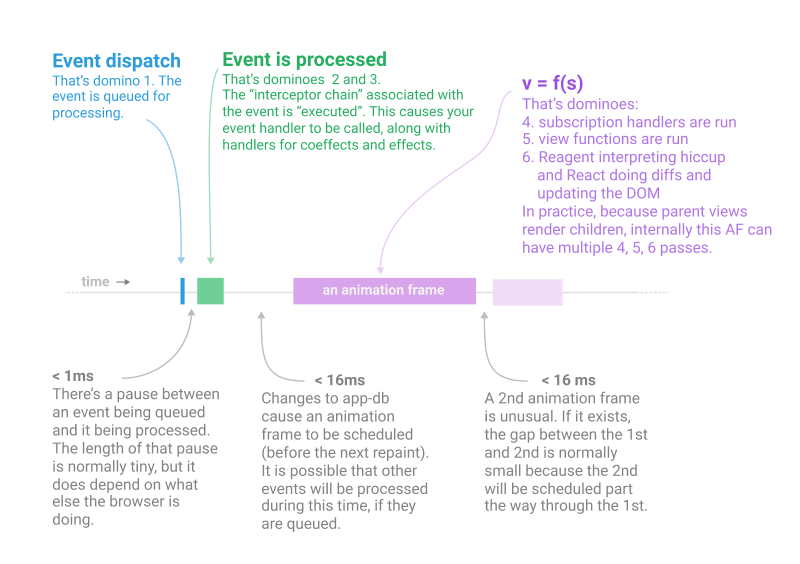 Event dispatch
That's domino 1. The
event is queued for
processing.
Event is processed
That's dominoes  2 and 3.
The “interceptor chain” associated with
the event is “executed”. This causes your
event handler to be called, along with
handlers for coeffects and effects.
v = f(s)
That's dominoes:
4. subscription handlers are run
5. view functions are run
6. Reagent interpreting hiccup
and React doing diffs and
updating the DOM
In practice, because parent views
render children, internally this AF can
have multiple 4, 5, 6 passes.
time →
an animation frame
< 1ms
There's a pause between
an event being queued
and it being processed.
The length of that pause
is normally tiny, but it
does depend on what
else the browser is
doing.
< 16ms
Changes to app-db
cause an animation
frame to be scheduled
(before the next repaint).
It is possible that other
events will be processed
during this time, if they
are queued.
< 16 ms
A 2nd animation frame
is unusual. If it exists,
the gap between the 1st
and 2nd is normally
small because the 2nd
will be scheduled part
the way through the 1st.